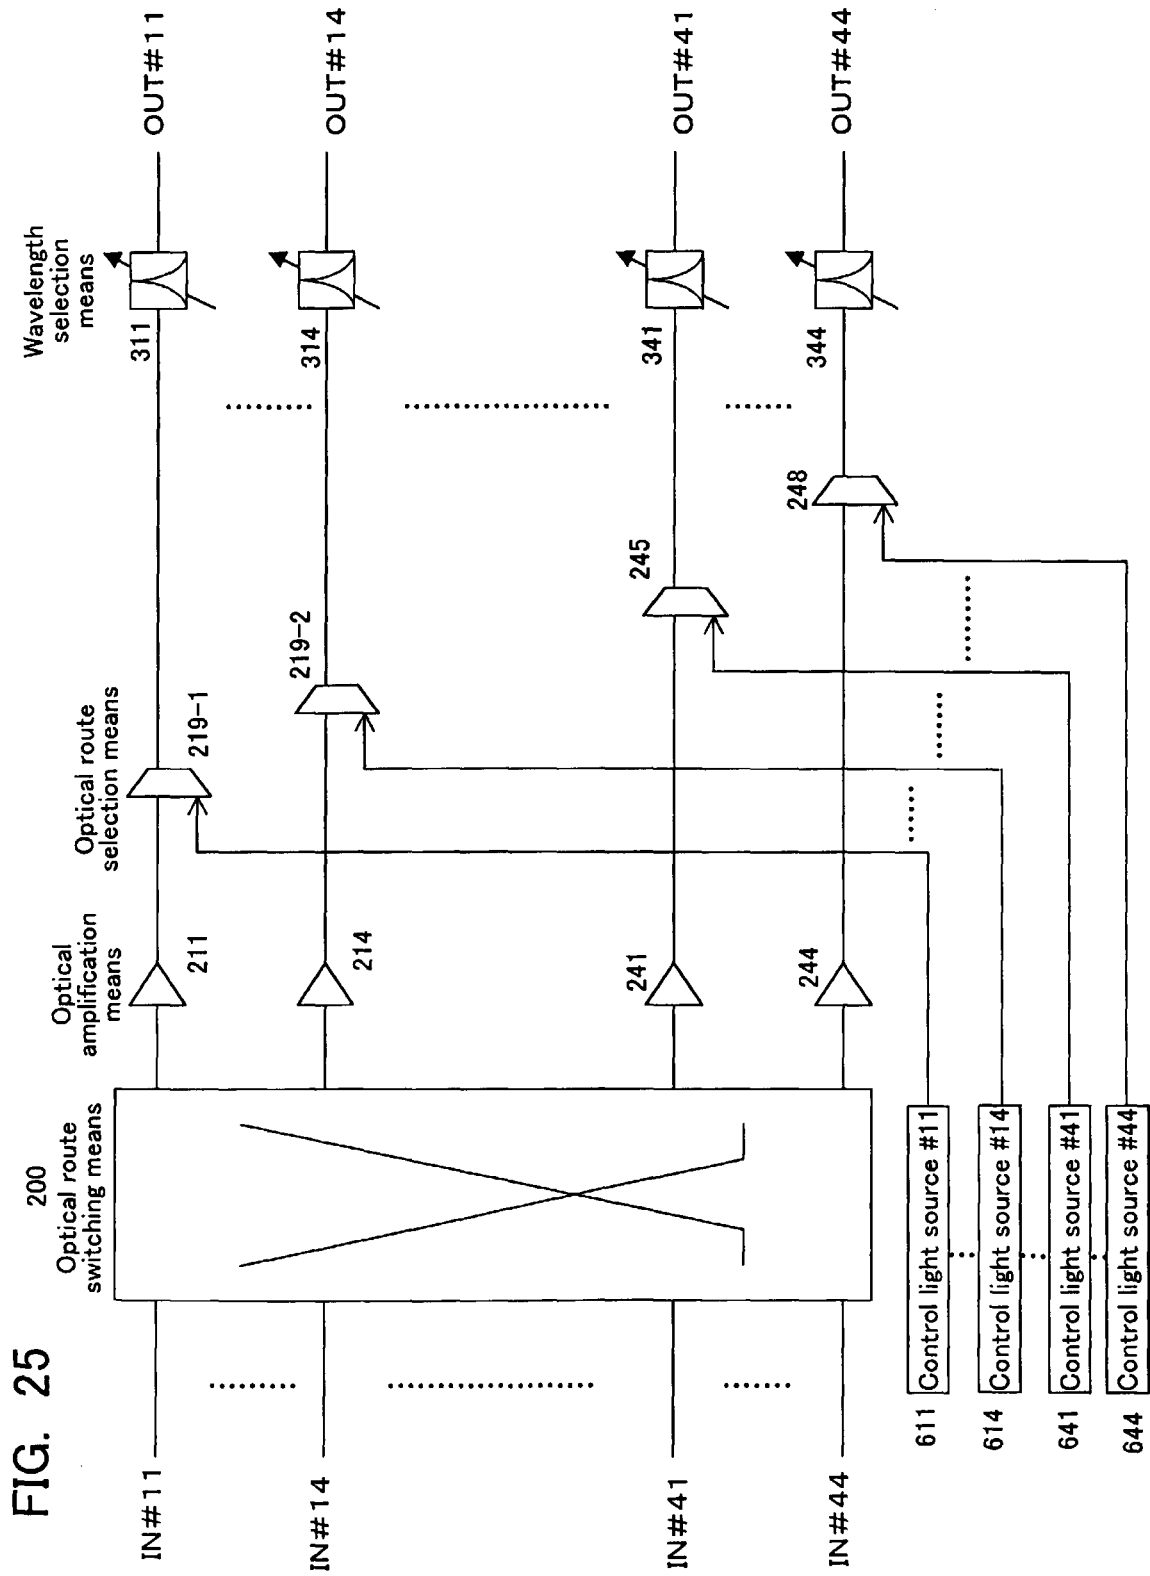 FIG. 25
200
Optical route
switching means
Optical
amplification
means
Optical route
selection means
Wavelength
selection
means
IN#11
211
219-1
311
OUT#11
IN#14
214
219-2
314
OUT#14
IN#41
241
245
341
OUT#41
IN#44
244
248
344
OUT#44
611
Control light source #11
614
Control light source #14
641
Control light source #41
644
Control light source #44